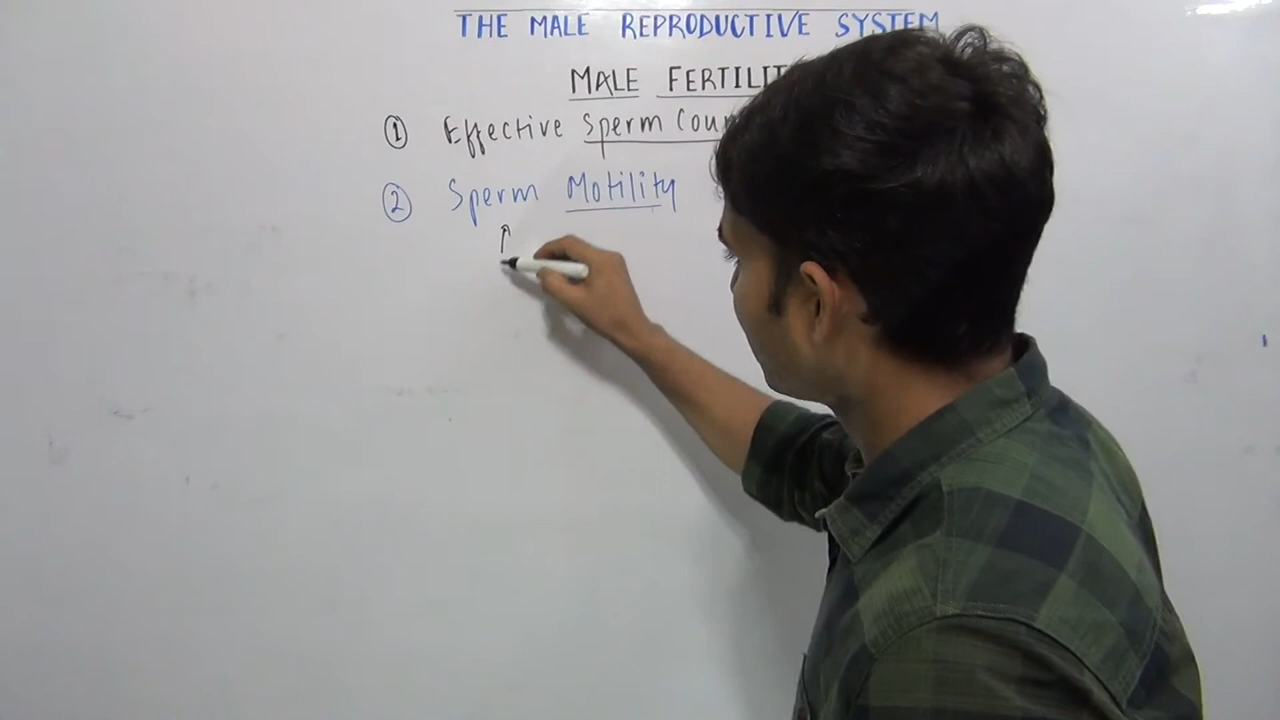 THE MALE REPRODUCTIVE SYSTEM
MALE
① Effective Sperm
② Sperm Motility
↑